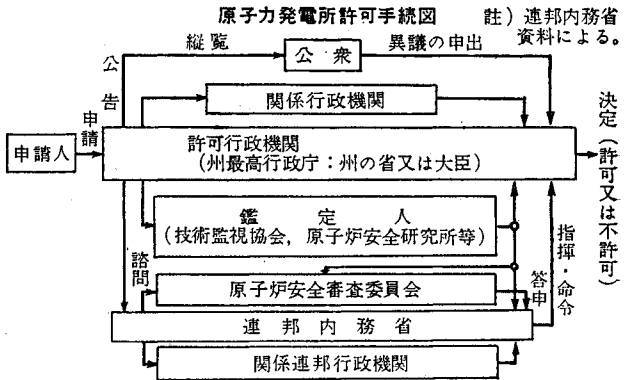 原子力発電所許可手続図
註）連邦内務省
資料による。
縦覧
公衆
異議の申出
公告
関係行政機関
申請人
申請
許可行政機関
（州最高行政庁：州の省又は大臣）
決定（許可又は不許可）
鑑定人
（技術監視協会，原子炉安全研究所等）
諮問
原子炉安全審査委員会
答申
指揮・命令
連邦内務省
関係連邦行政機関